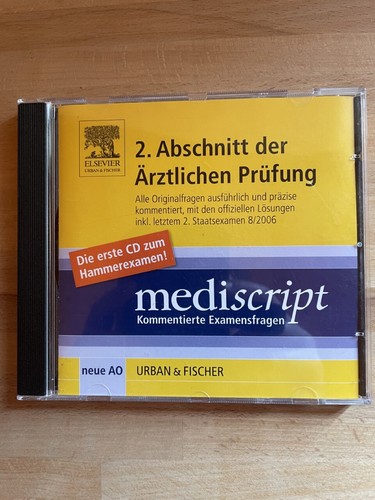 ELSEVIER
URBAN & FISCHER
2. Abschnitt der
Ärztlichen Prüfung
Alle Originalfragen ausführlich und präzise
kommentiert, mit den offiziellen Lösungen
inkl. letztem 2. Staatsexamen 8/2006
Die erste CD zum
Hammerexamen!
mediscript
Kommentierte Examensfragen
neue AO
URBAN & FISCHER